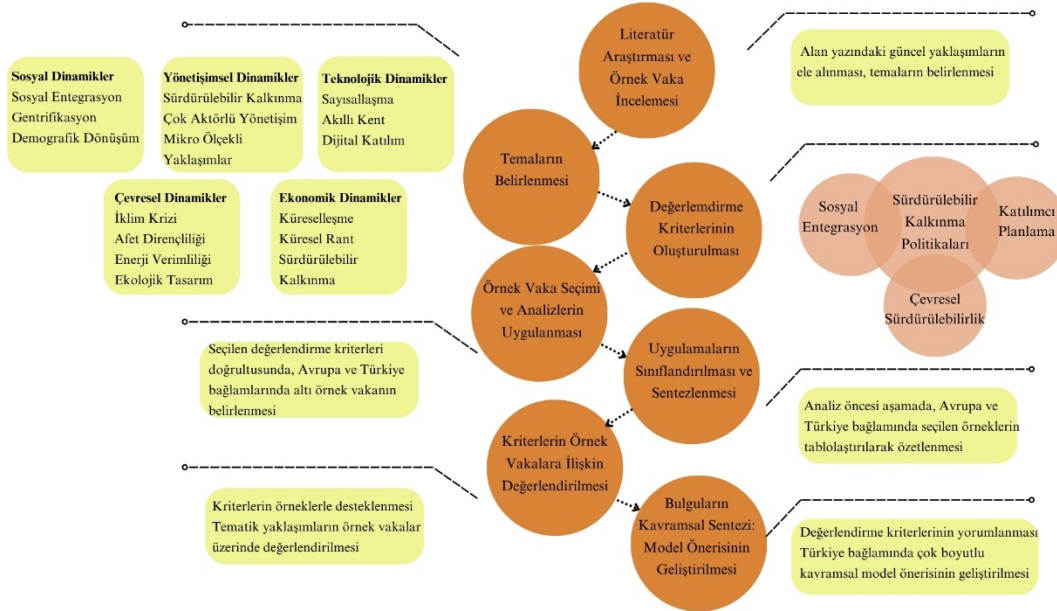 Literatür
Araştırması ve
Örnek Vaka
İncelemesi
Alan yazındaki güncel yaklaşımların
ele alınması, temaların belirlenmesi
Temaların
Belirlenmesi
Sosyal Dinamikler
Sosyal Entegrasyon
Gentrifikasyon
Demografik Dönüşüm
Yönetişimsel Dinamikler
Sürdürülebilir Kalkınma
Çok Aktörlü Yönetişim
Mikro Ölçekli
Yaklaşımlar
Teknolojik Dinamikler
Sayısallaşma
Akıllı Kent
Dijital Katılım
Çevresel Dinamikler
İklim Krizi
Afet Dirençliliği
Enerji Verimliliği
Ekolojik Tasarım
Ekonomik Dinamikler
Küreselleşme
Küresel Rant
Sürdürülebilir
Kalkınma
Değerlemdirme
Kriterlerinin
Oluşturulması
Sosyal
Entegrasyon
Sürdürülebilir
Kalkınma
Politikaları
Katılımcı
Planlama
Çevresel
Sürdürülebilirlik
Örnek Vaka Seçimi
ve Analizlerin
Uygulanması
Seçilen değerlendirme kriterleri
doğrultusunda, Avrupa ve Türkiye
bağlamlarında altı örnek vakanın
belirlenmesi
Uygulamaların
Sınıflandırılması ve
Sentezlenmesi
Analiz öncesi aşamada, Avrupa ve
Türkiye bağlamında seçilen örneklerin
tablolaştırılarak özetlenmesi
Kriterlerin Örnek
Vakalara İlişkin
Değerlendirilmesi
Kriterlerin örneklerle desteklenmesi
Tematik yaklaşımların örnek vakalar
üzerinde değerlendirilmesi
Bulguların
Kavramsal Sentezi:
Model Önerisinin
Geliştirilmesi
Değerlendirme kriterlerinin yorumlanması
Türkiye bağlamında çok boyutlu
kavramsal model önerisinin geliştirilmesi